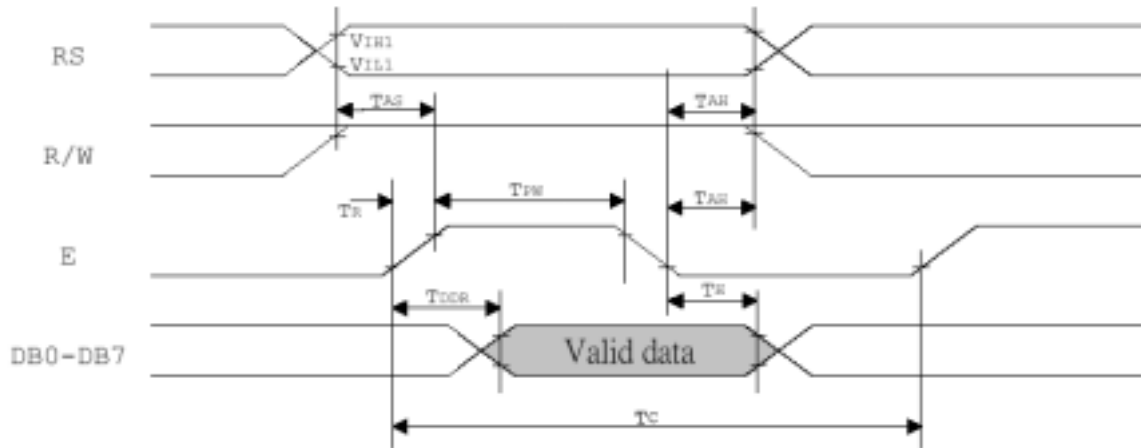 RS
VIH1
VIL1
TAS
TAH
R/W
TPW
TAH
TR
E
TDDR
TH
DB0-DB7
Valid data
TC